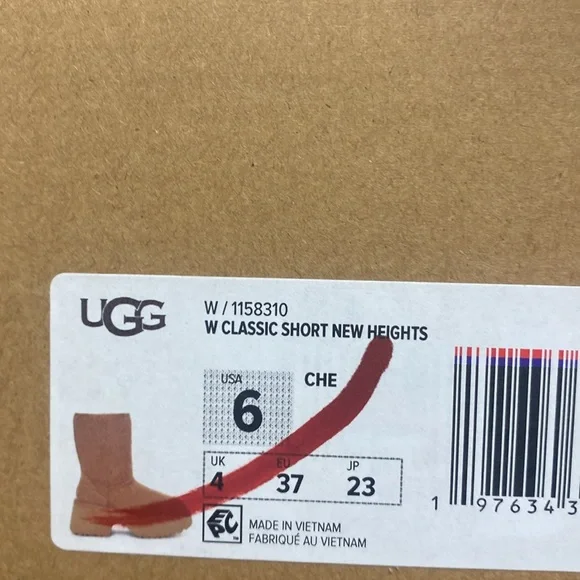 UGG
W / 1158310
W CLASSIC SHORT NEW HEIGHTS
USA CHE
6
UK EU JP
4 37 23
EPC™
MADE IN VIETNAM
FABRIQUÉ AU VIETNAM
1 97634 3